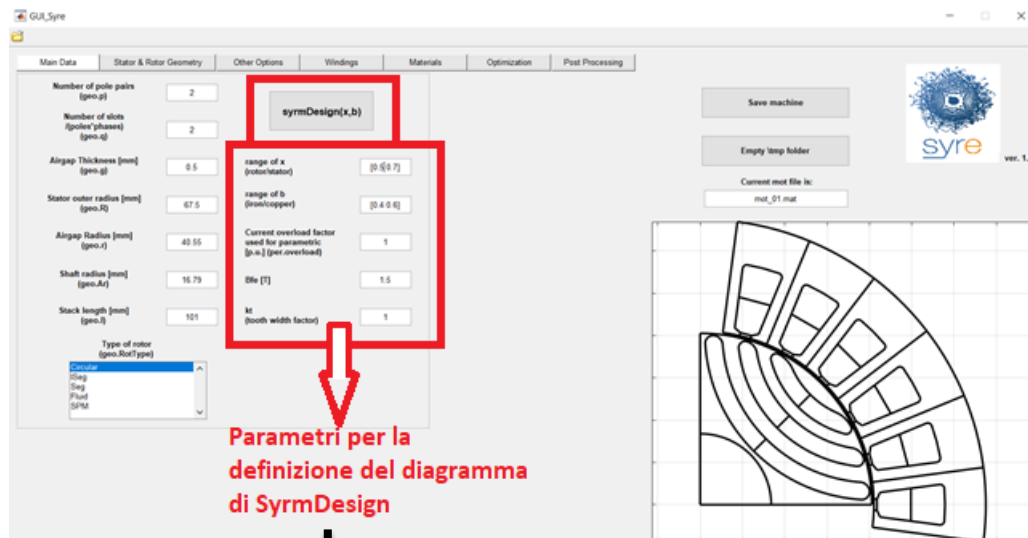 GUI_Syre
Main Data
Stator & Rotor Geometry
Other Options
Windings
Materials
Optimization
Post Processing
Number of pole pairs
(geo.p)
2
Number of slots
/(poles*phases)
(geo.q)
2
Airgap Thickness [mm]
(geo.g)
0.5
Stator outer radius [mm]
(geo.R)
67.5
Airgap Radius [mm]
(geo.r)
40.55
Shaft radius [mm]
(geo.Ar)
16.79
Stack length [mm]
(geo.l)
101
Type of rotor
(geo.RotType)
Circular
ISeg
Seg
Fluid
SPM
syrmDesign(x,b)
range of x
(rotor/stator)
[0.5 0.7]
range of b
(iron/copper)
[0.4 0.6]
Current overload factor
used for parametric
[p.u.] (per.overload)
1
Bfe [T]
1.5
kt
(tooth width factor)
1
Parametri per la
definizione del diagramma
di SyrmDesign
Save machine
Empty \tmp folder
Current mot file is:
mot_01.mat
syre
ver. 1.